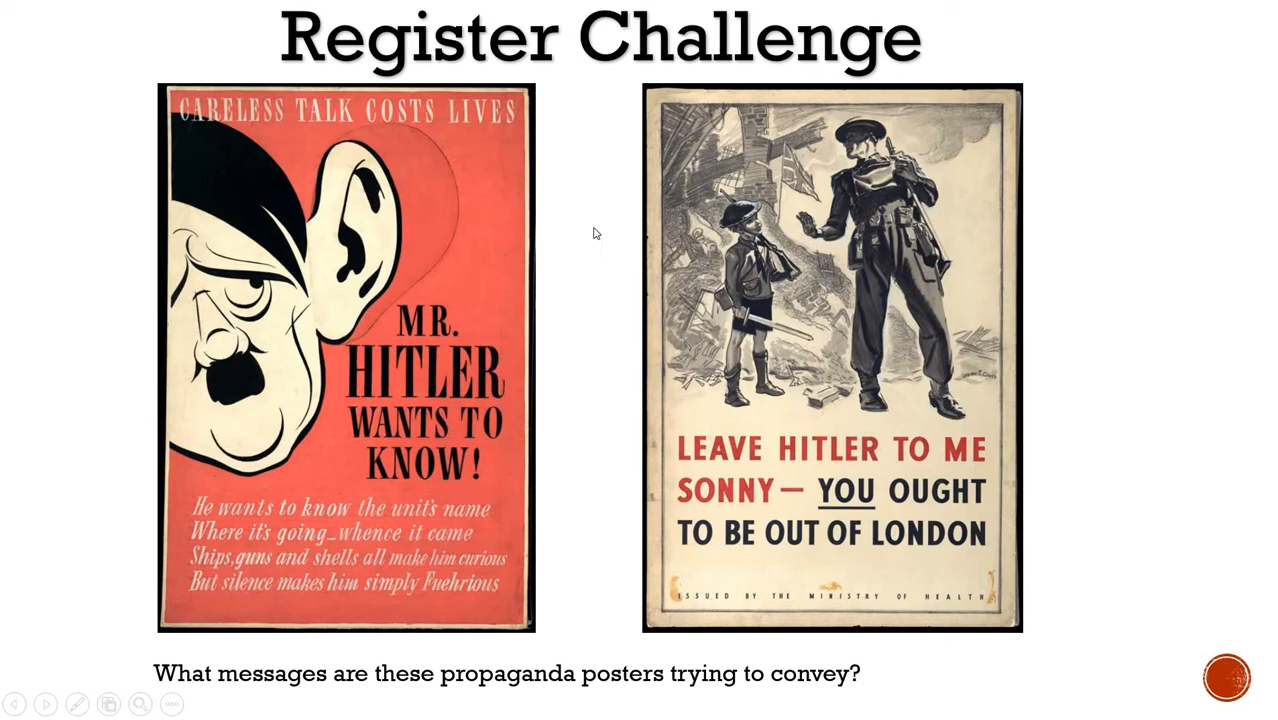 Register Challenge
CARELESS TALK COSTS LIVES
MR.
HITLER
WANTS TO
KNOW!
He wants to know the unit's name
Where it's going_whence it came
Ships,guns and shells all make him curious
But silence makes him simply Fuehrious
LEAVE HITLER TO ME
SONNY — YOU OUGHT
TO BE OUT OF LONDON
ISSUED BY THE MINISTRY OF HEALTH
What messages are these propaganda posters trying to convey?